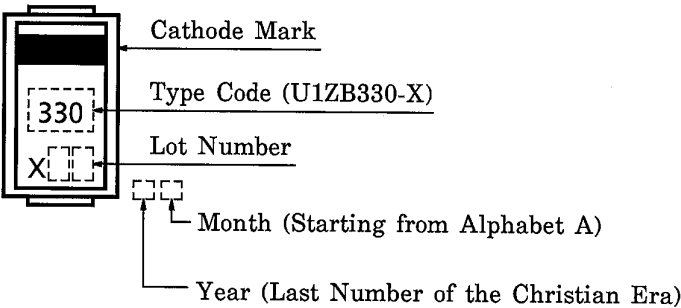 Cathode Mark
330
Type Code (U1ZB330-X)
X
Lot Number
Month (Starting from Alphabet A)
Year (Last Number of the Christian Era)